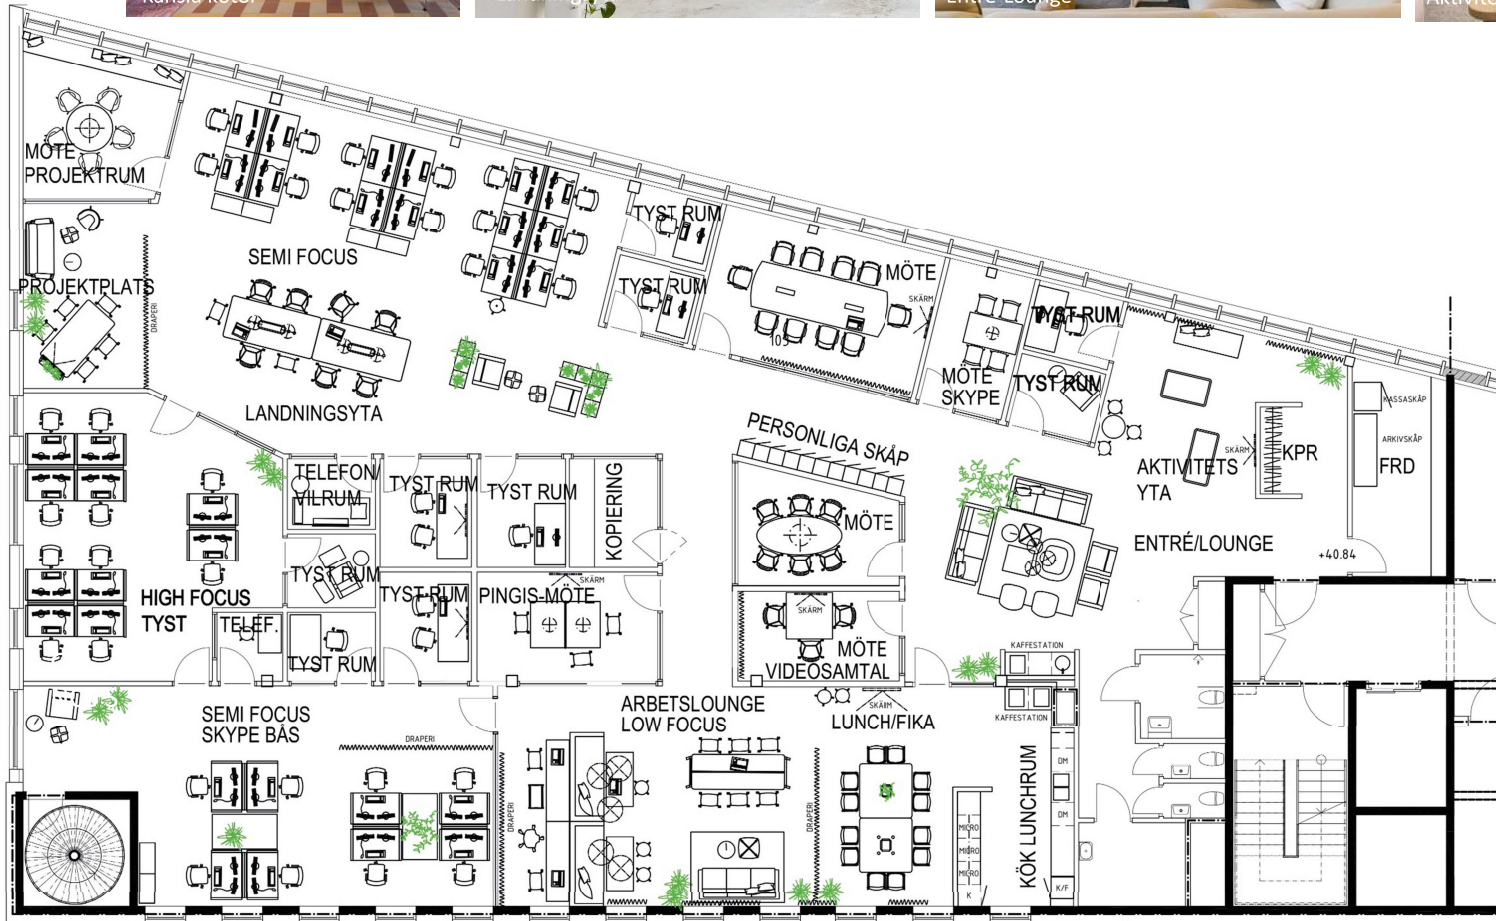 Entré-Lounge
MÖTE
PROJEKTRUM
SEMI FOCUS
PROJEKTPLATS
DRAPERI
TYST RUM
TYST RUM
MÖTE
SKÄRM
105
MÖTE
SKYPE
TYST RUM
TYST RUM
LANDNINGSYTA
PERSONLIGA SKÅP
KASSASKÅP
ARKIVSKÅP
FRD
KPR
SKÄRM
AKTIVITETS
YTA
ENTRÉ/LOUNGE
+40.84
TELEFON/
VILRUM
TYST RUM
TYST RUM
KOPIERING
MÖTE
HIGH FOCUS
TYST
TYST RUM
TYST RUM
PINGIS-MÖTE
SKÄRM
TELEF.
TYST RUM
SKÄRM
MÖTE
VIDEOSAMTAL
KAFFESTATION
KAFFESTATION
SEMI FOCUS
SKYPE BÅS
DRAPERI
ARBETSLOUNGE
LOW FOCUS
SKÄRM
LUNCH/FIKA
DRAPERI
DRAPERI
KÖK LUNCHRUM
DM
DM
MICRO
MICRO
MICRO
K
K/F